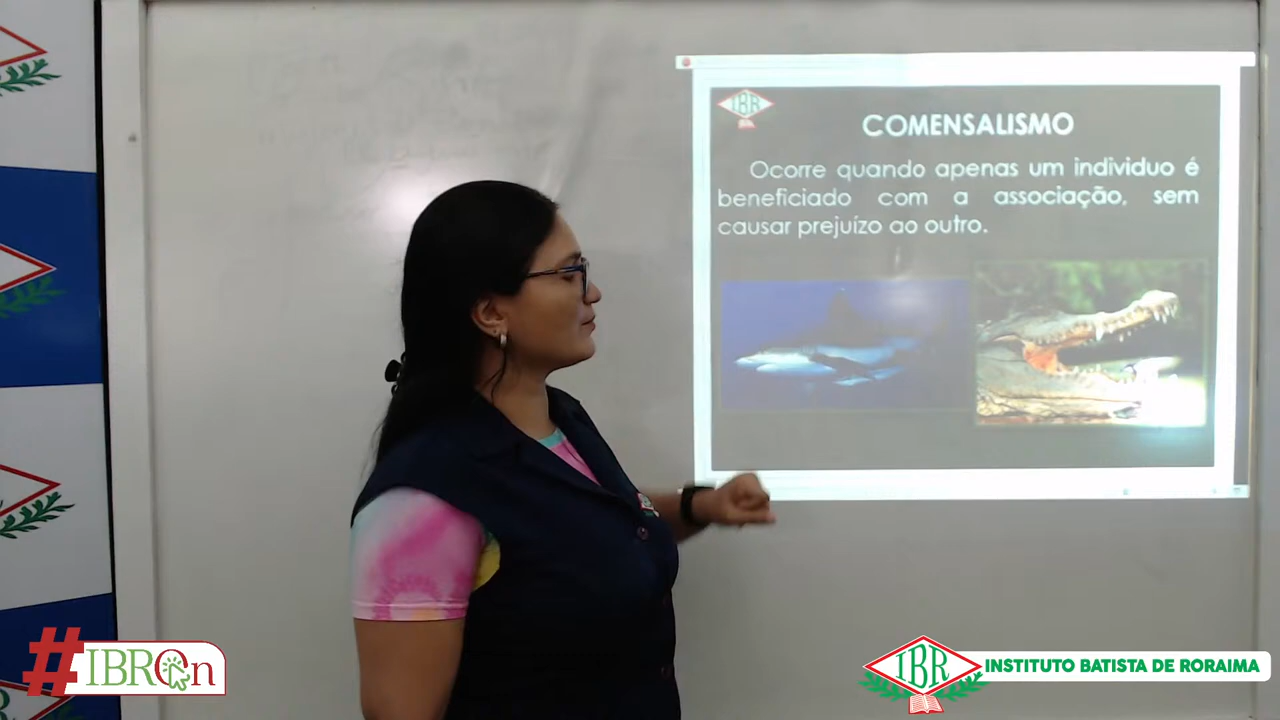 IBR
COMENSALISMO
Ocorre quando apenas um individuo é
beneficiado com a associação, sem
causar prejuízo ao outro.
#IBROn
IBR
INSTITUTO BATISTA DE RORAIMA